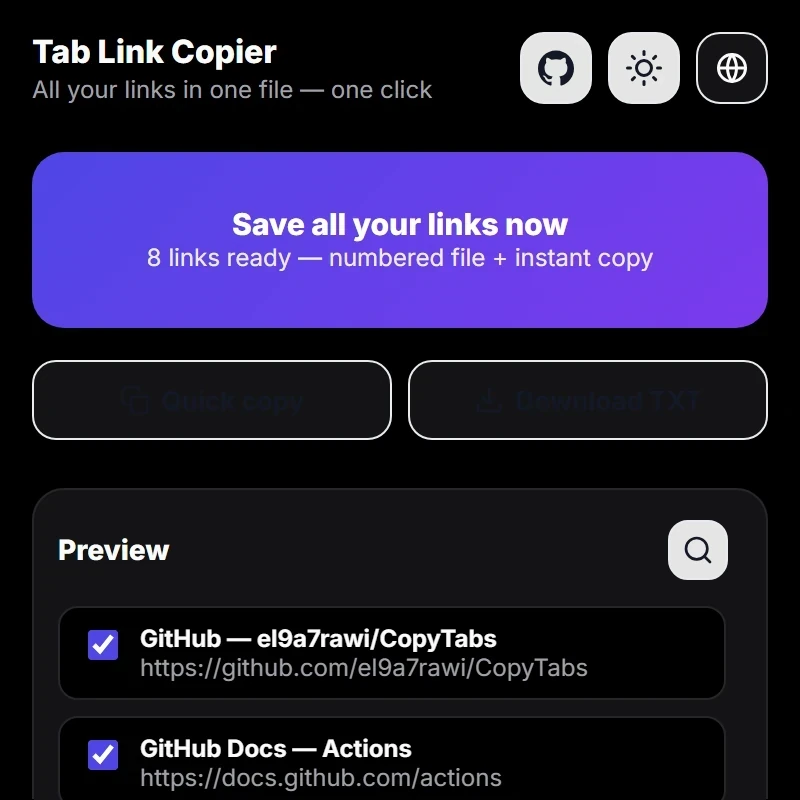 Tab Link Copier
All your links in one file — one click
Save all your links now
8 links ready — numbered file + instant copy
Quick copy
Download TXT
Preview
GitHub — el9a7rawi/CopyTabs
https://github.com/el9a7rawi/CopyTabs
GitHub Docs — Actions
https://docs.github.com/actions